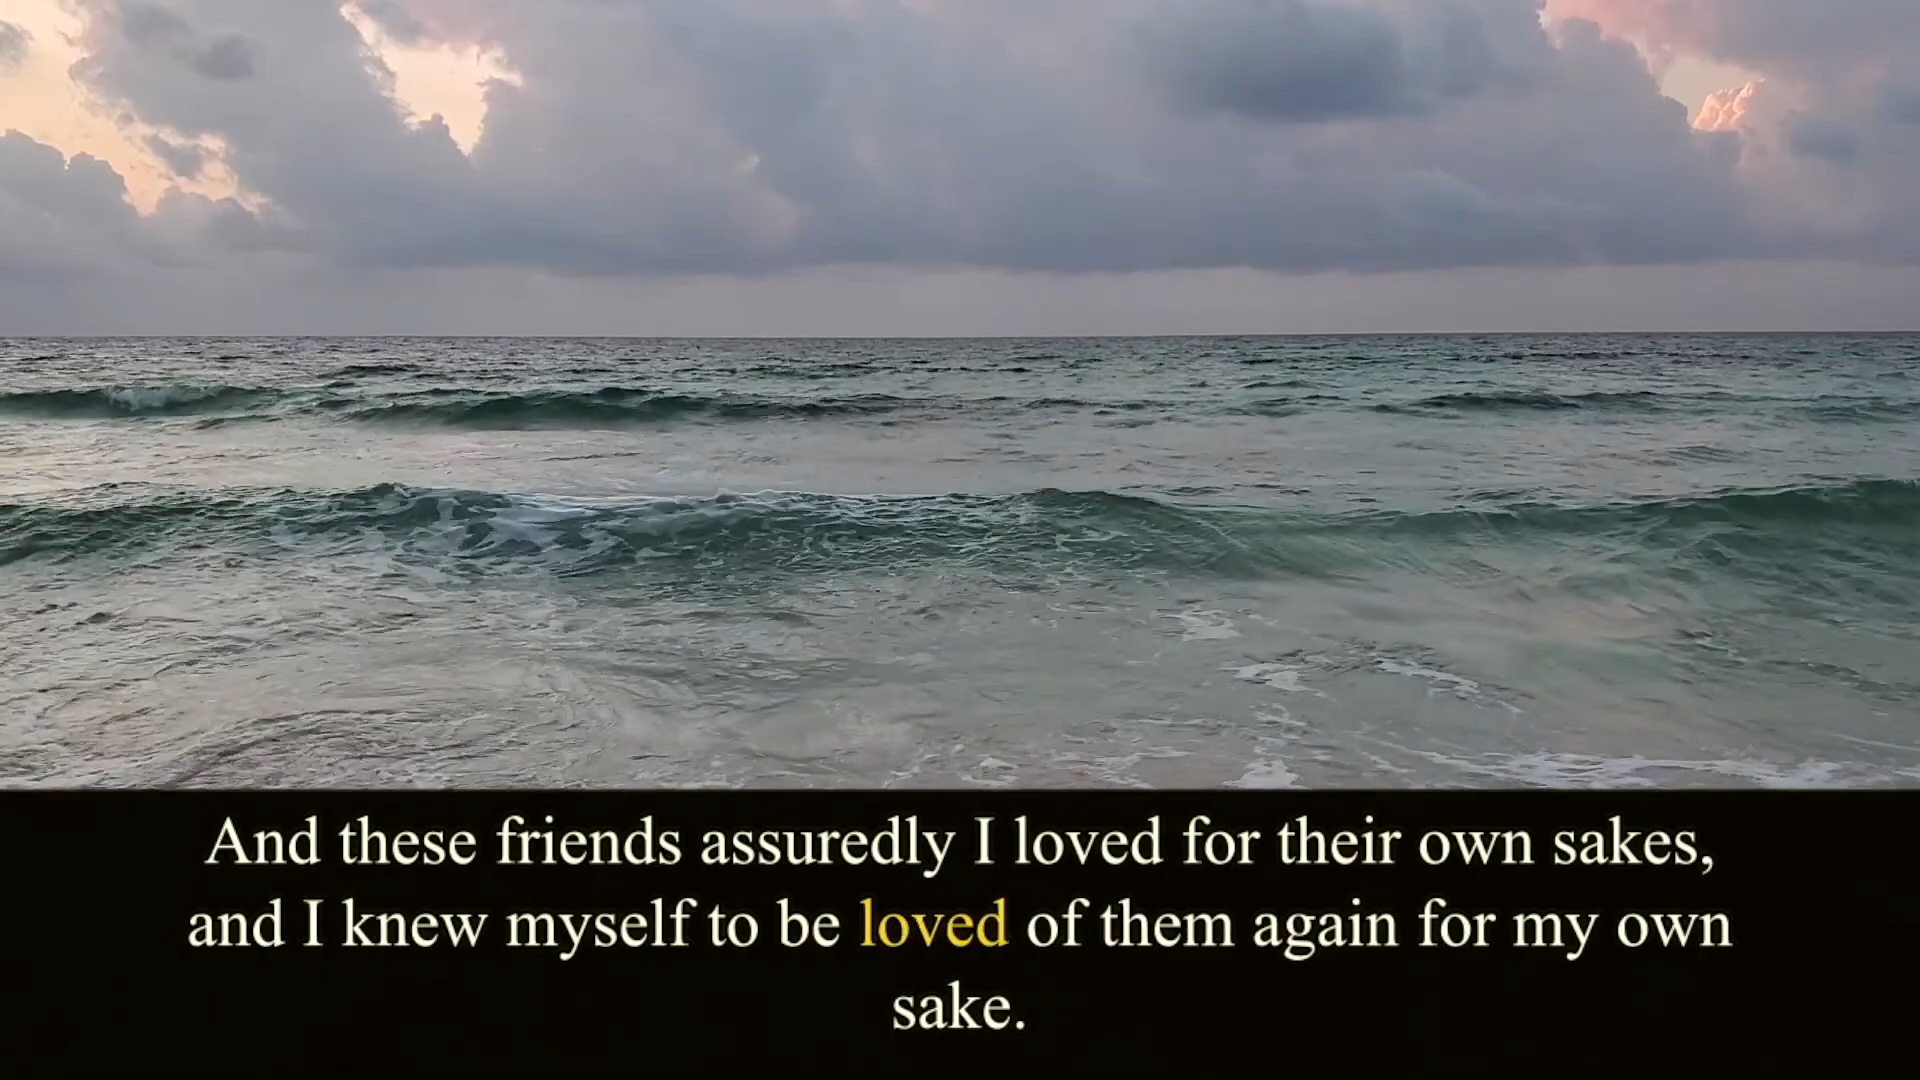 And these friends assuredly I loved for their own sakes,
and I knew myself to be loved of them again for my own
sake.